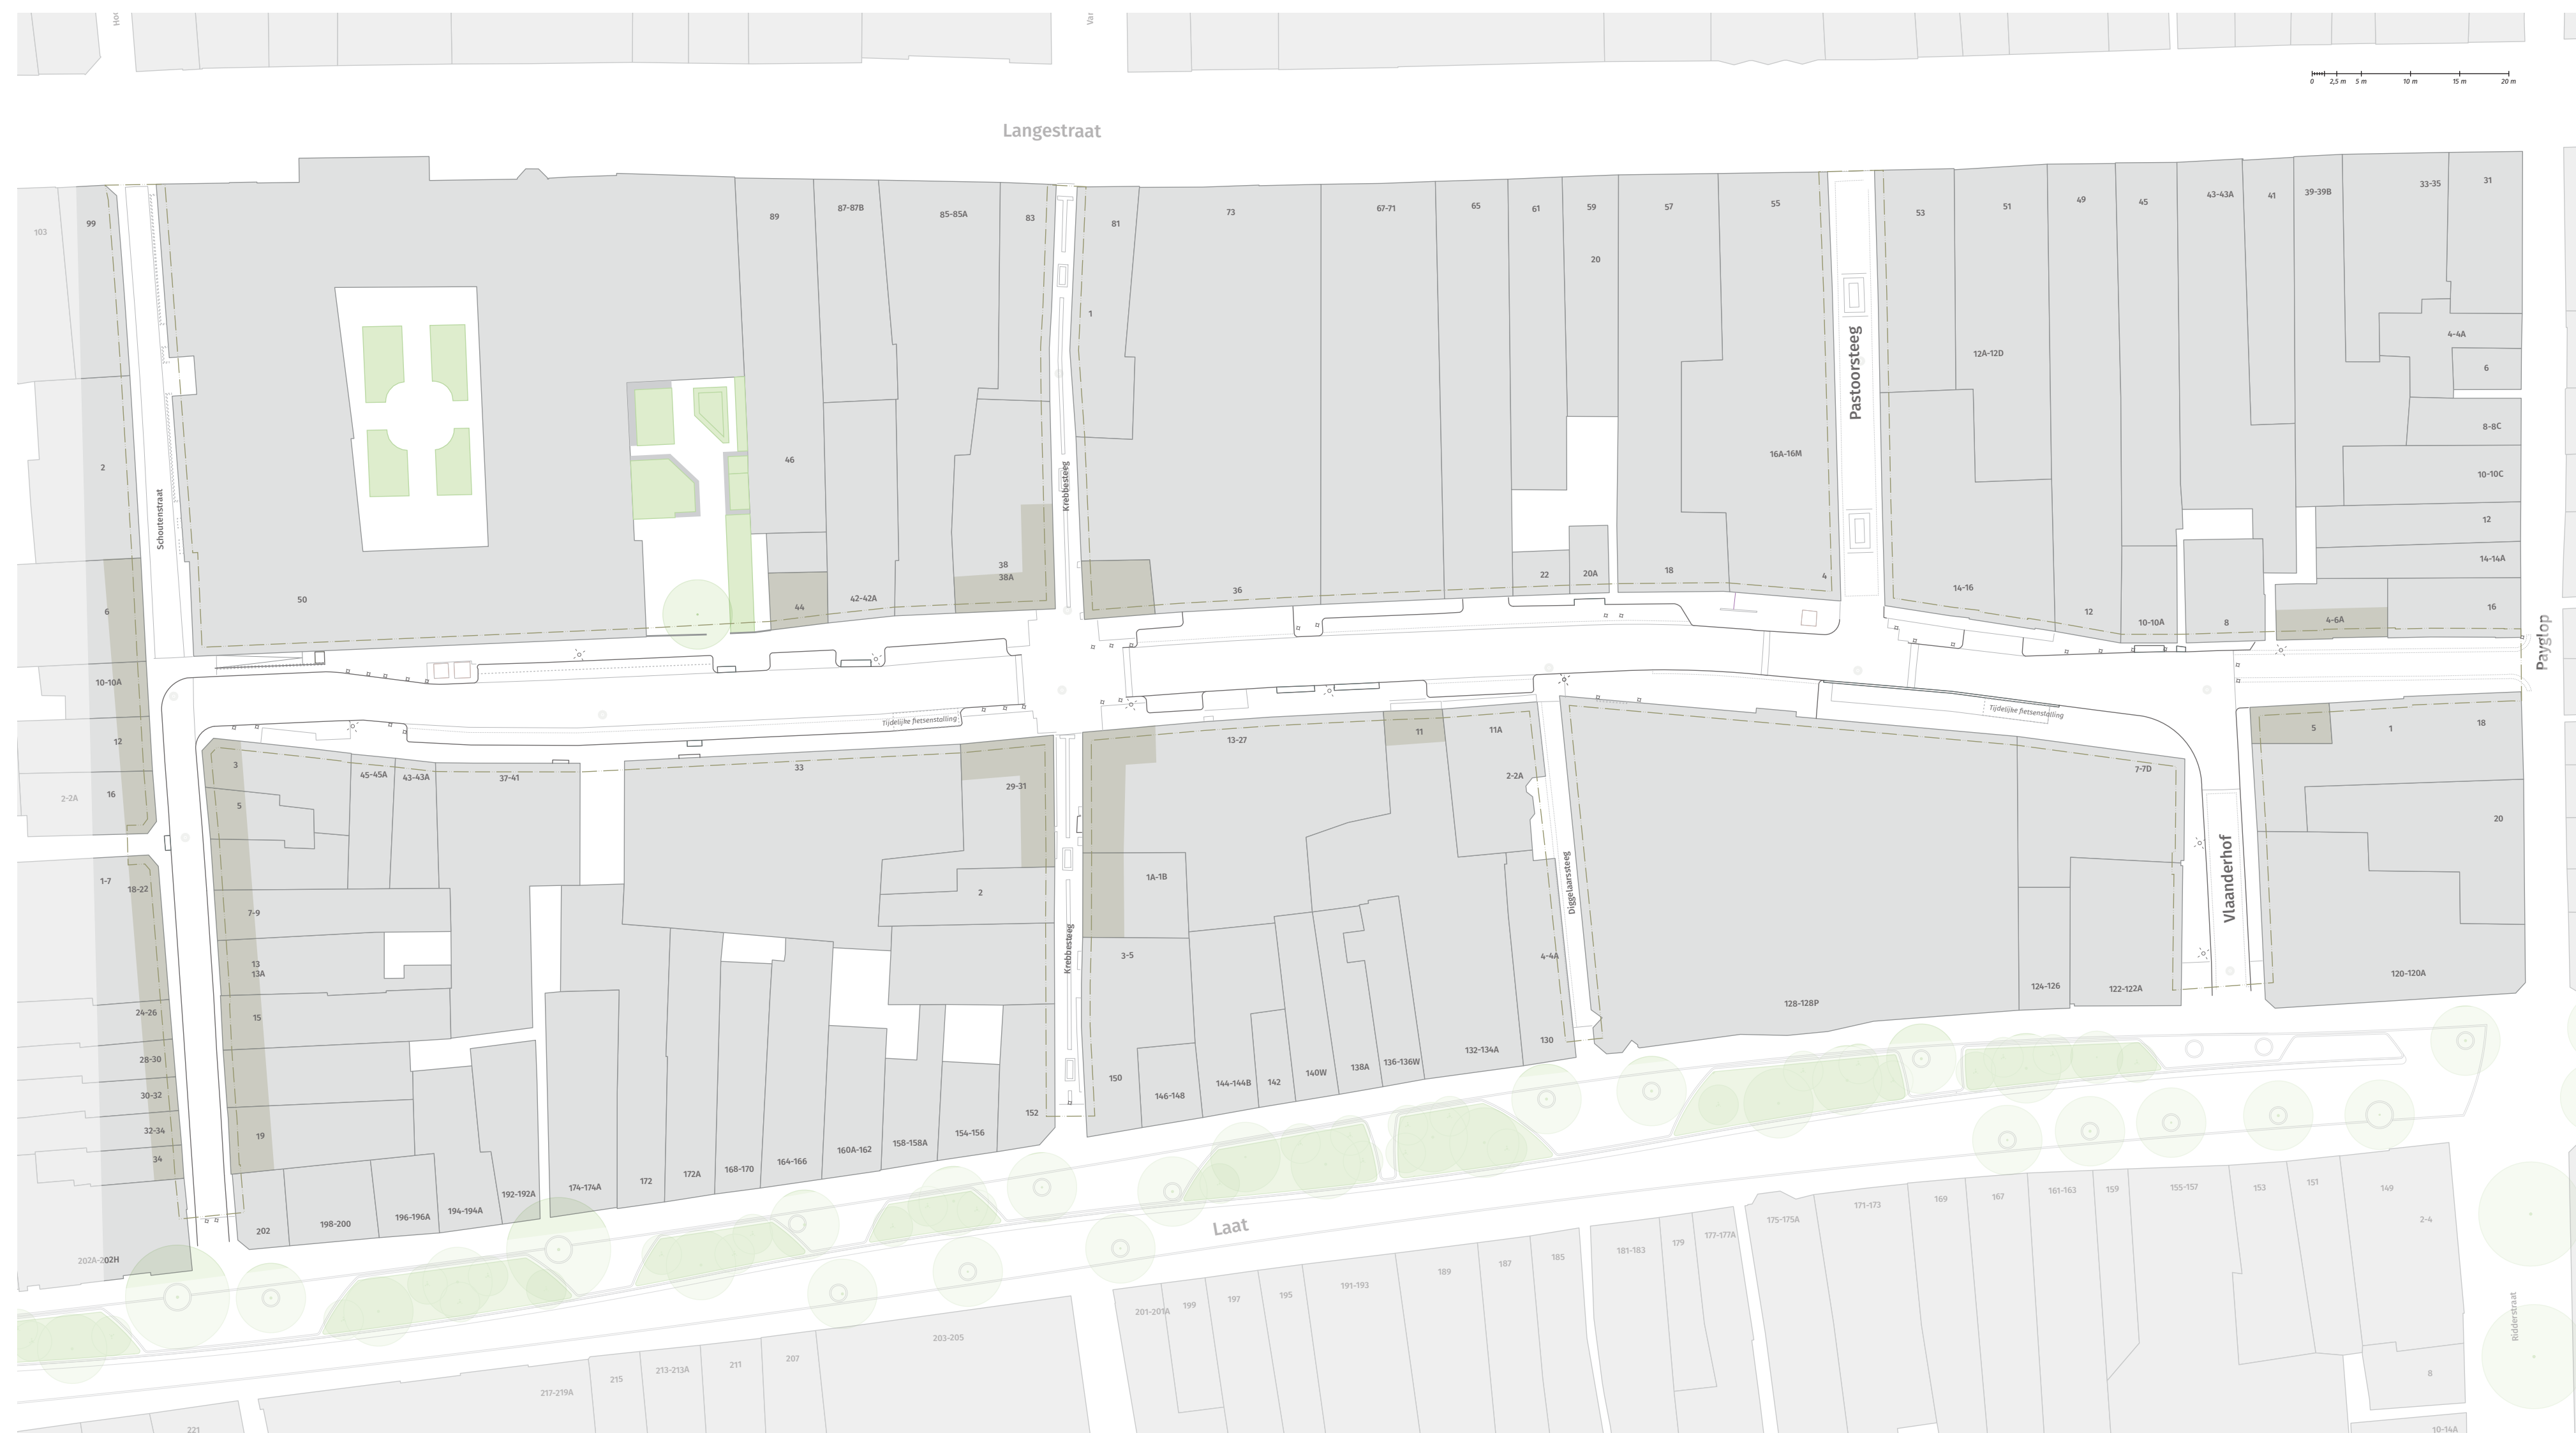 0 2,5 m 5 m 10 m 15 m 20 m
Langestraat
103
99
89
87-87B
85-85A
83
81
73
67-71
65
61
59
57
55
53
51
49
45
43-43A
41
39-39B
33-35
31
20
1
4-4A
12A-12D
6
Pastoorsteeg
8-8C
16A-16M
46
2
10-10C
Krebbesteeg
Schoutenstraat
12
14-14A
38
38A
22
20A
18
4
14-16
36
50
44
42-42A
6
12
10-10A
8
4-6A
16
Payglop
10-10A
Tijdelijke fietsenstalling
Tijdelijke fietsenstalling
12
3
45-45A
43-43A
37-41
33
29-31
13-27
11
11A
2-2A
7-7D
5
1
18
2-2A
16
5
20
1-7
18-22
7-9
2
1A-1B
Diggelaarssteeg
Vlaanderhof
Krebbesteeg
13
13A
3-5
4-4A
128-128P
124-126
122-122A
120-120A
24-26
15
28-30
30-32
32-34
34
19
130
132-134A
136-136W
138A
140W
142
144-144B
146-148
150
152
154-156
158-158A
160A-162
164-166
168-170
172A
172
174-174A
192-192A
194-194A
196-196A
198-200
202
202A-202H
Laat
149
151
153
155-157
159
161-163
167
169
171-173
175-175A
177-177A
179
181-183
185
187
189
191-193
195
197
199
201-201A
2-4
Ridderstraat
203-205
207
211
213-213A
215
217-219A
221
8
10-14A